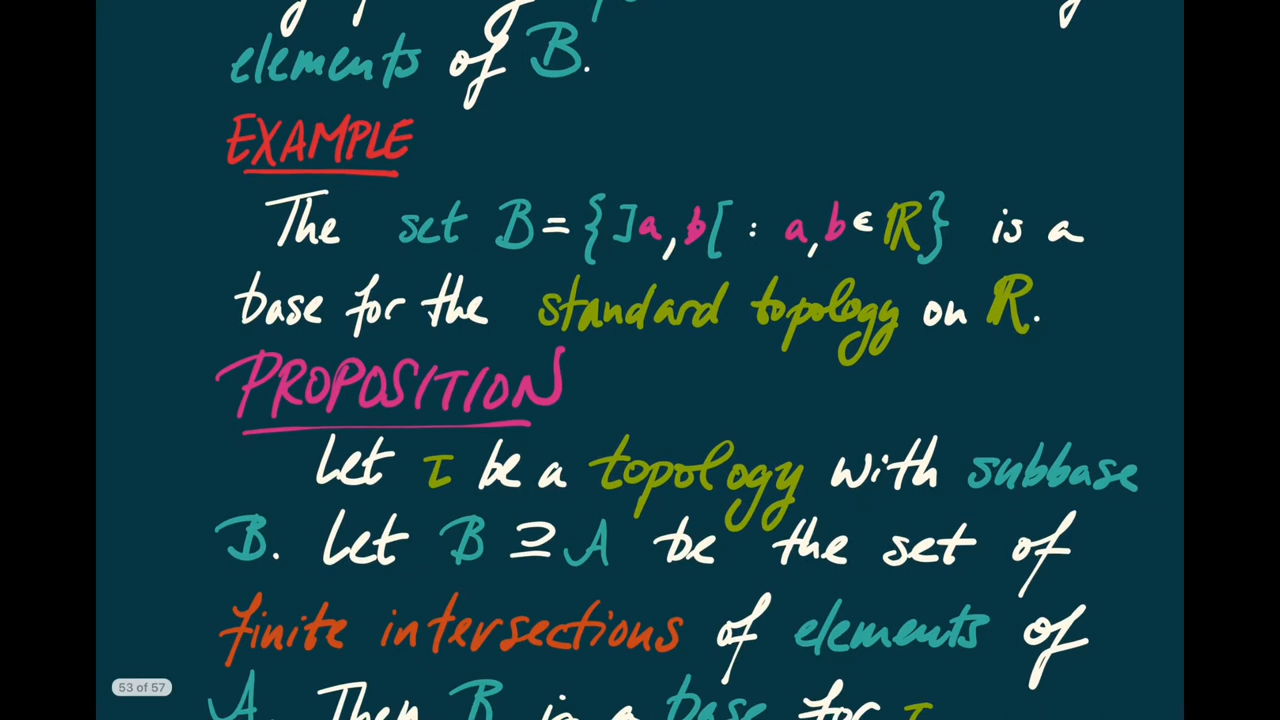 elements of B.
EXAMPLE
The set B = { ]a, b[ : a, b ∈ ℝ } is a
base for the standard topology on ℝ.
PROPOSITION
Let τ be a topology with subbase
B. Let B ⊇ A be the set of
finite intersections of elements of
A. Then B is a base for τ
53 of 57